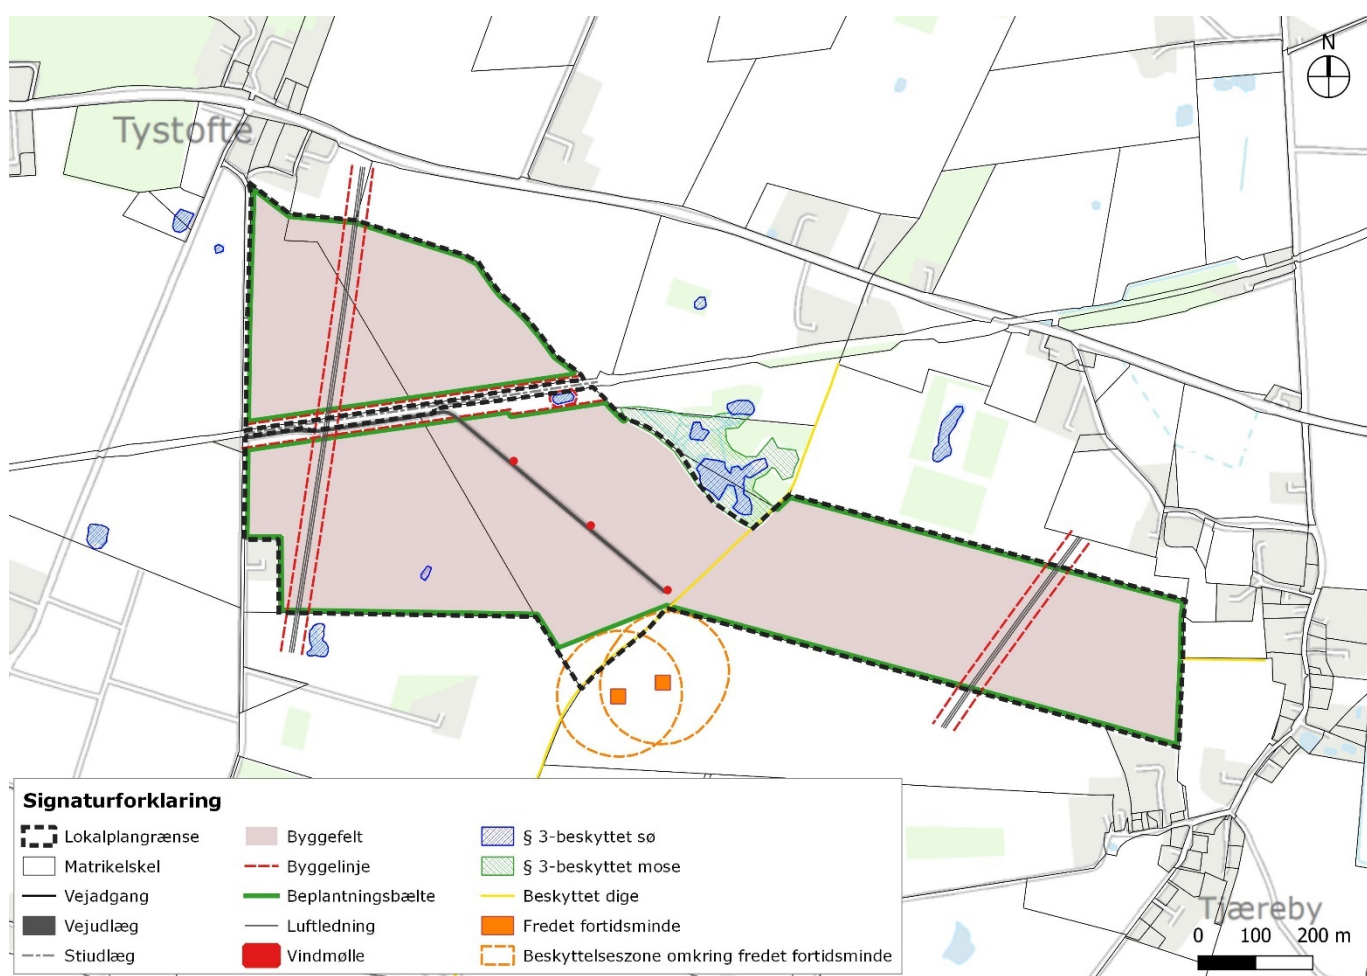 N
Tystofte
Signaturforklaring
Lokalplangrænse
Matrikelskel
Vejadgang
Vejudlæg
Stiudlæg
Byggefelt
Byggelinje
Beplantningsbælte
Luftledning
Vindmølle
§ 3-beskyttet sø
§ 3-beskyttet mose
Beskyttet dige
Fredet fortidsminde
Beskyttelseszone omkring fredet fortidsminde
Tjæreby
0 100 200 m